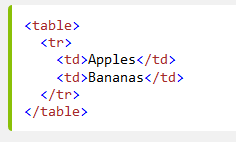 <table>
  <tr>
    <td>Apples</td>
    <td>Bananas</td>
  </tr>
</table>